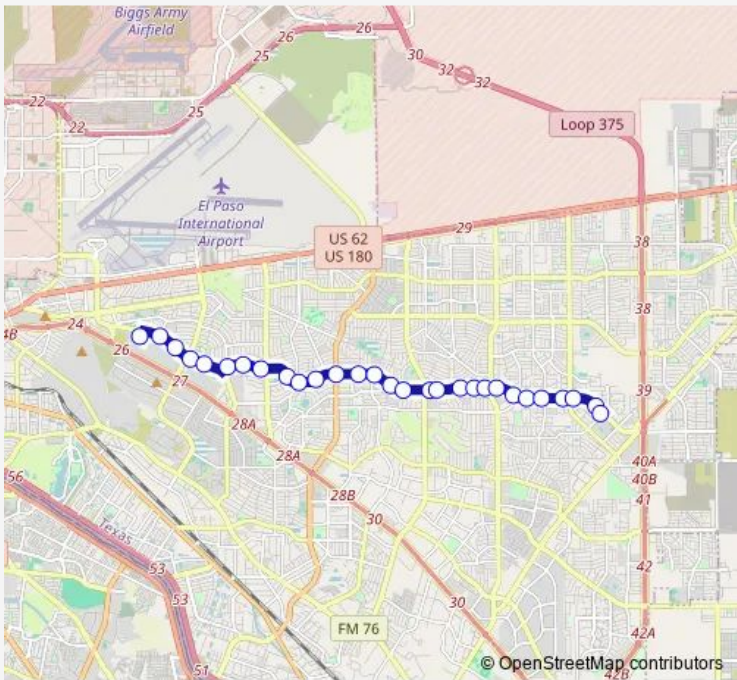 Biggs Army
Airfield
26
26
25
30
32
32
22
25
22
Loop 375
El Paso
International
Airport
29
US 62
US 180
38
38
24
4B
26
27
39
28A
28A
40A
40B
28B
41
56
30
Texas
42
53
53
30
FM 76
42A
51
42B
© OpenStreetMap contributors